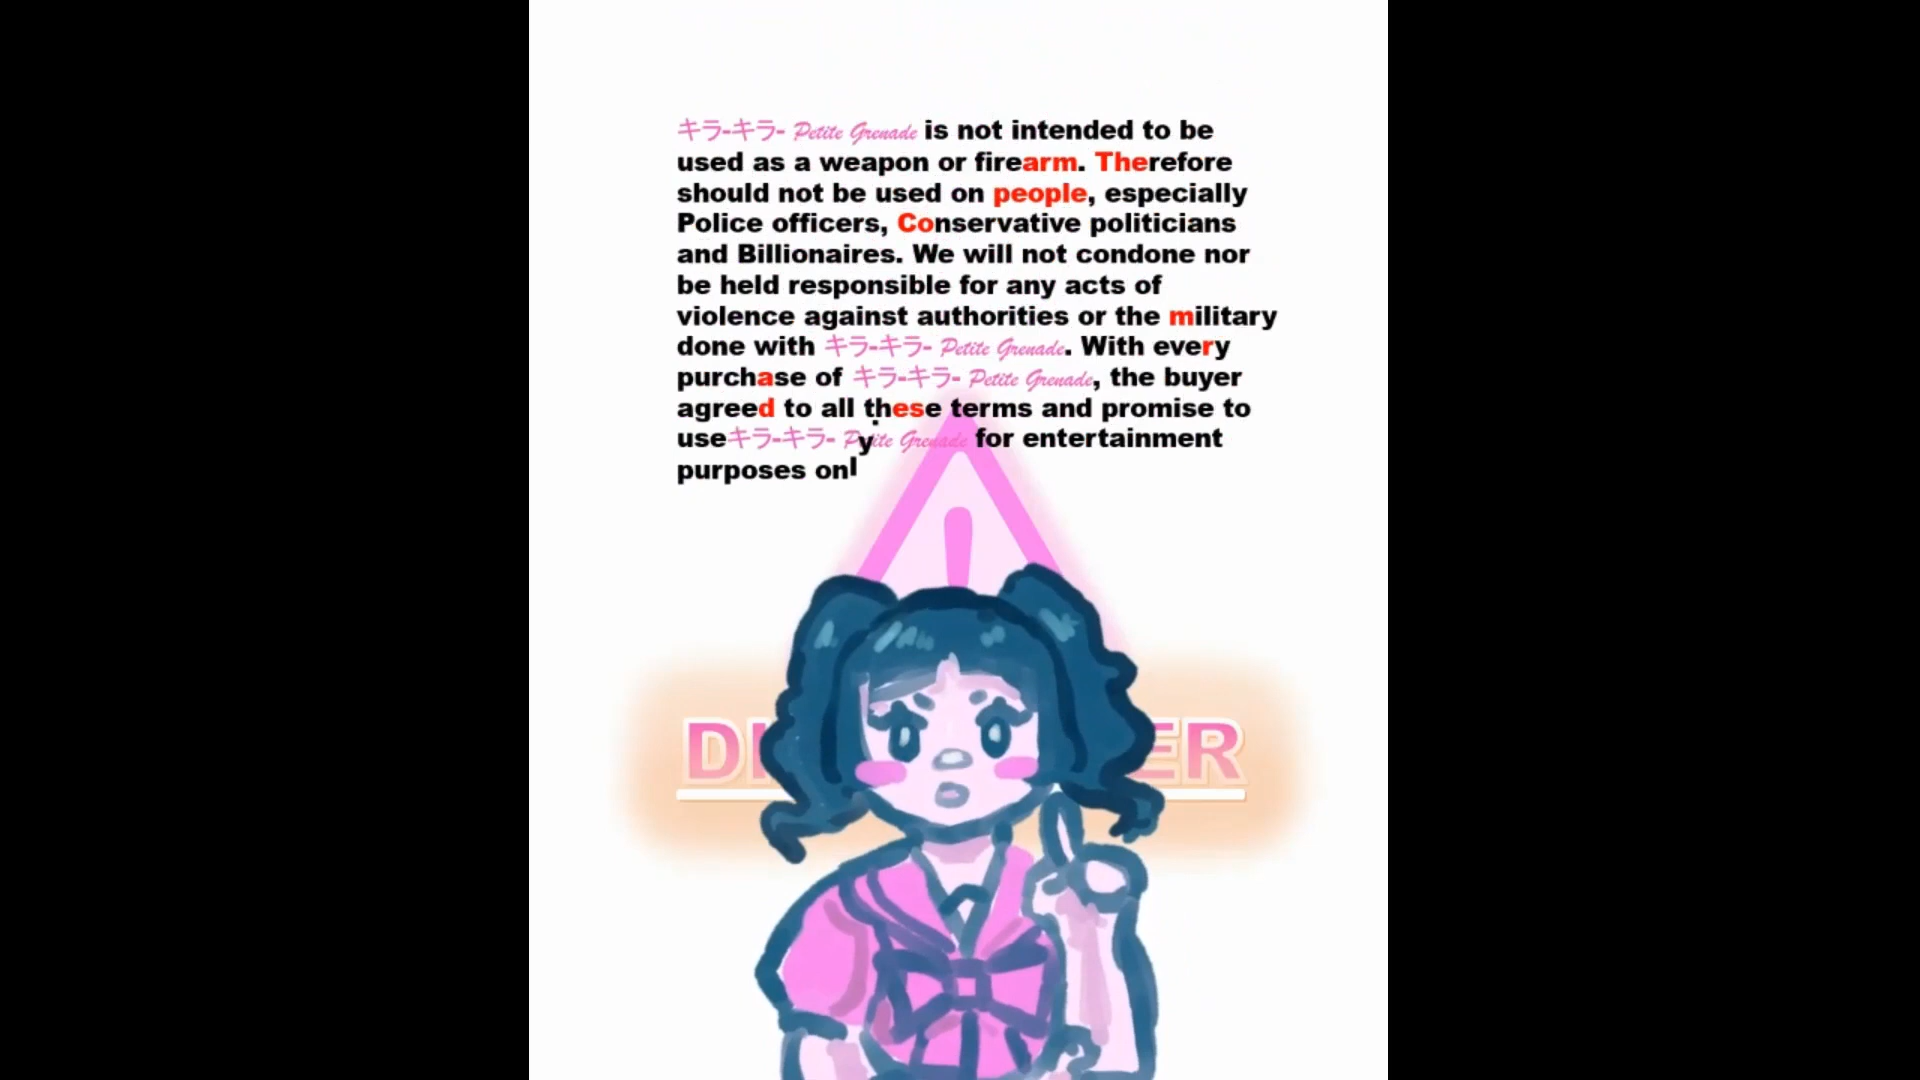 キラ-キラ- Petite Grenade is not intended to be
used as a weapon or firearm. Therefore
should not be used on people, especially
Police officers, Conservative politicians
and Billionaires. We will not condone nor
be held responsible for any acts of
violence against authorities or the military
done with キラ-キラ- Petite Grenade. With every
purchase of キラ-キラ- Petite Grenade, the buyer
agreed to all these terms and promise to
useキラ-キラ- Petite Grenade for entertainment
purposes only.
DI ER